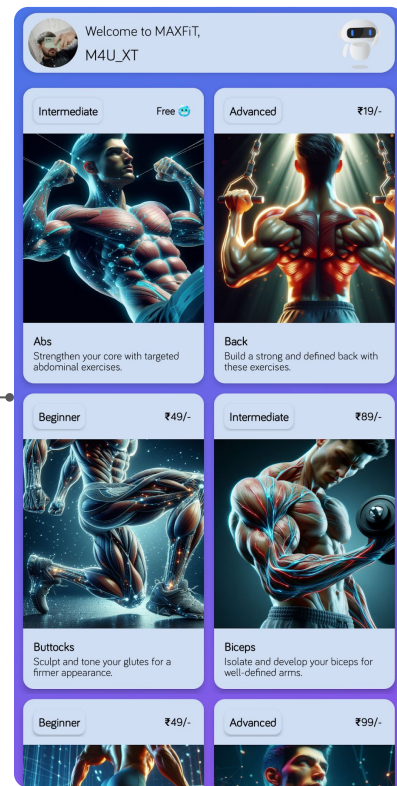 Welcome to MAXFiT,
M4U_XT
Intermediate
Free
Advanced
₹19/-
Abs
Strengthen your core with targeted
abdominal exercises.
Back
Build a strong and defined back with
these exercises.
Beginner
₹49/-
Intermediate
₹89/-
Buttocks
Sculpt and tone your glutes for a
firmer appearance.
Biceps
Isolate and develop your biceps for
well-defined arms.
Beginner
₹49/-
Advanced
₹99/-